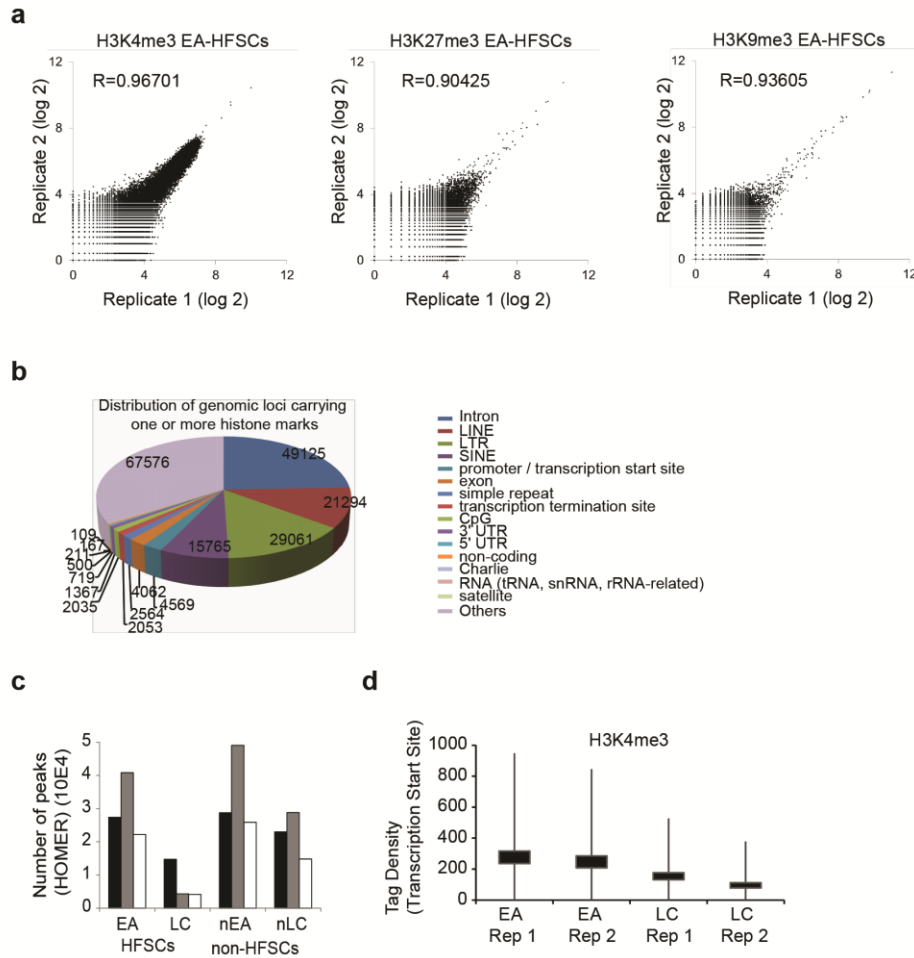 a
H3K4me3 EA-HFSCs
H3K27me3 EA-HFSCs
H3K9me3 EA-HFSCs
12
R=0.96701
8
4
0
0
4
8
12
Replicate 2 (log 2)
Replicate 1 (log 2)
12
R=0.90425
8
4
0
0
4
8
12
Replicate 2 (log 2)
Replicate 1 (log 2)
12
R=0.93605
8
4
0
0
4
8
12
Replicate 2 (log 2)
Replicate 1 (log 2)
b
Distribution of genomic loci carrying
one or more histone marks
67576
49125
21294
29061
15765
4569
4062
2564
2053
2035
1367
719
500
211
167
109
Intron
LINE
LTR
SINE
promoter / transcription start site
exon
simple repeat
transcription termination site
CpG
3' UTR
5' UTR
non-coding
Charlie
RNA (tRNA, snRNA, rRNA-related)
satellite
Others
c
Number of peaks
(HOMER) (10E4)
5
4
3
2
1
0
EA LC nEA nLC
HFSCs non-HFSCs
d
H3K4me3
Tag Density
(Transcription Start Site)
1000
800
600
400
200
0
EA EA LC LC
Rep 1 Rep 2 Rep 1 Rep 2